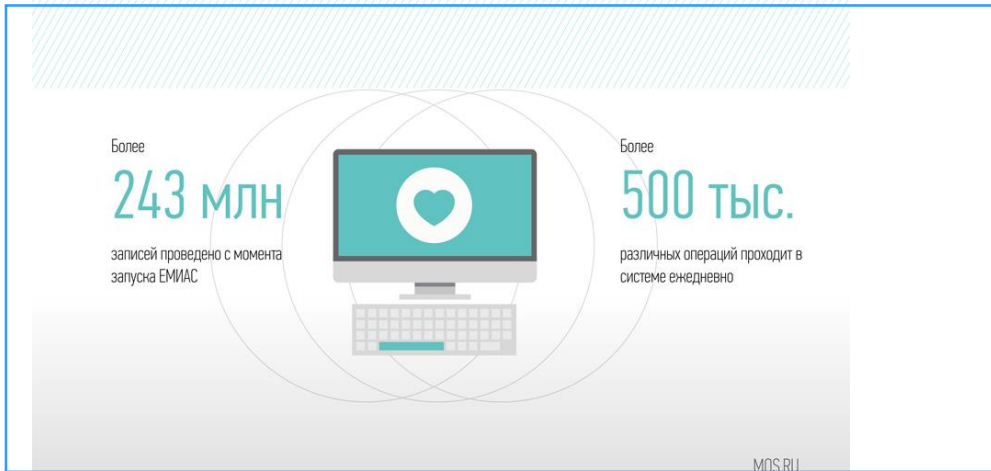 Более
243 млн
записей проведено с момента
запуска ЕМИАС
Более
500 тыс.
различных операций проходит в
системе ежедневно
MOS.RU